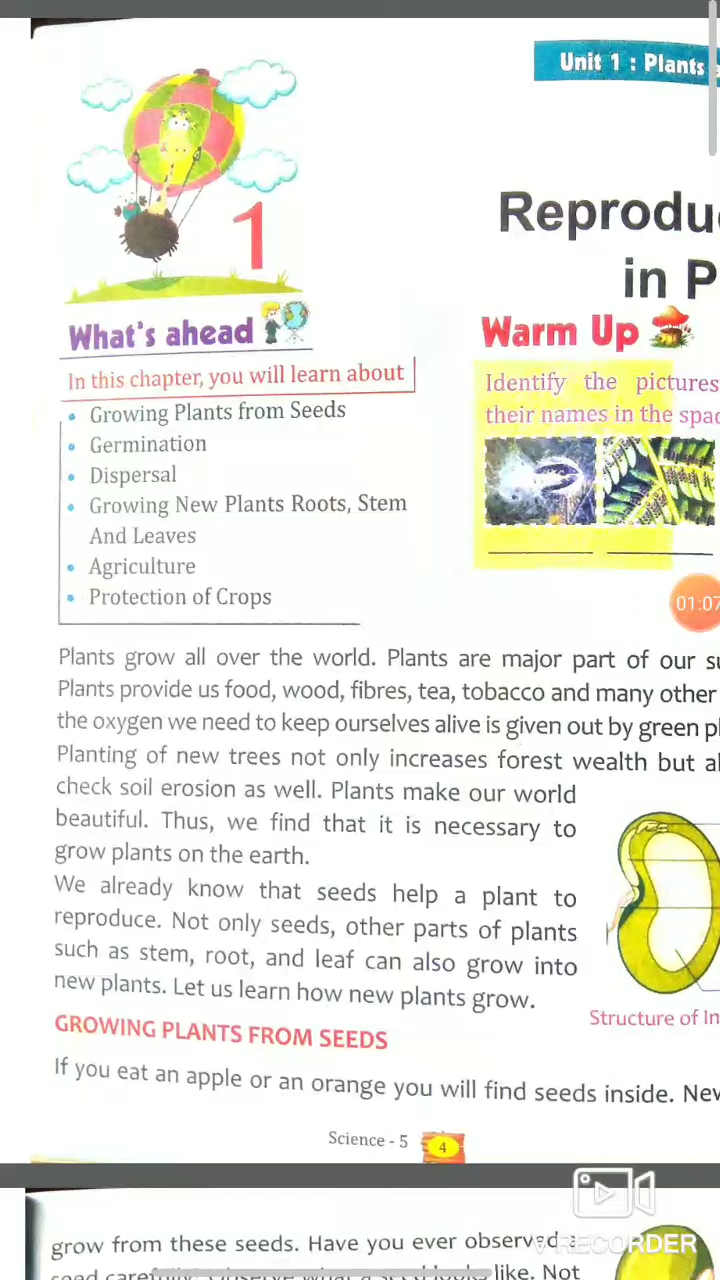 Unit 1 : Plants
1
Reprodu
in P
What's ahead
In this chapter, you will learn about
• Growing Plants from Seeds
• Germination
• Dispersal
• Growing New Plants Roots, Stem
And Leaves
• Agriculture
• Protection of Crops
Warm Up
Identify the pictures
their names in the spac
01:07
Plants grow all over the world. Plants are major part of our su
Plants provide us food, wood, fibres, tea, tobacco and many other
the oxygen we need to keep ourselves alive is given out by green pl
Planting of new trees not only increases forest wealth but al
check soil erosion as well. Plants make our world
beautiful. Thus, we find that it is necessary to
grow plants on the earth.
We already know that seeds help a plant to
reproduce. Not only seeds, other parts of plants
such as stem, root, and leaf can also grow into
new plants. Let us learn how new plants grow.
Structure of In
GROWING PLANTS FROM SEEDS
If you eat an apple or an orange you will find seeds inside. New
Science - 5 4
grow from these seeds. Have you ever observed a
V RECORDER
like. Not